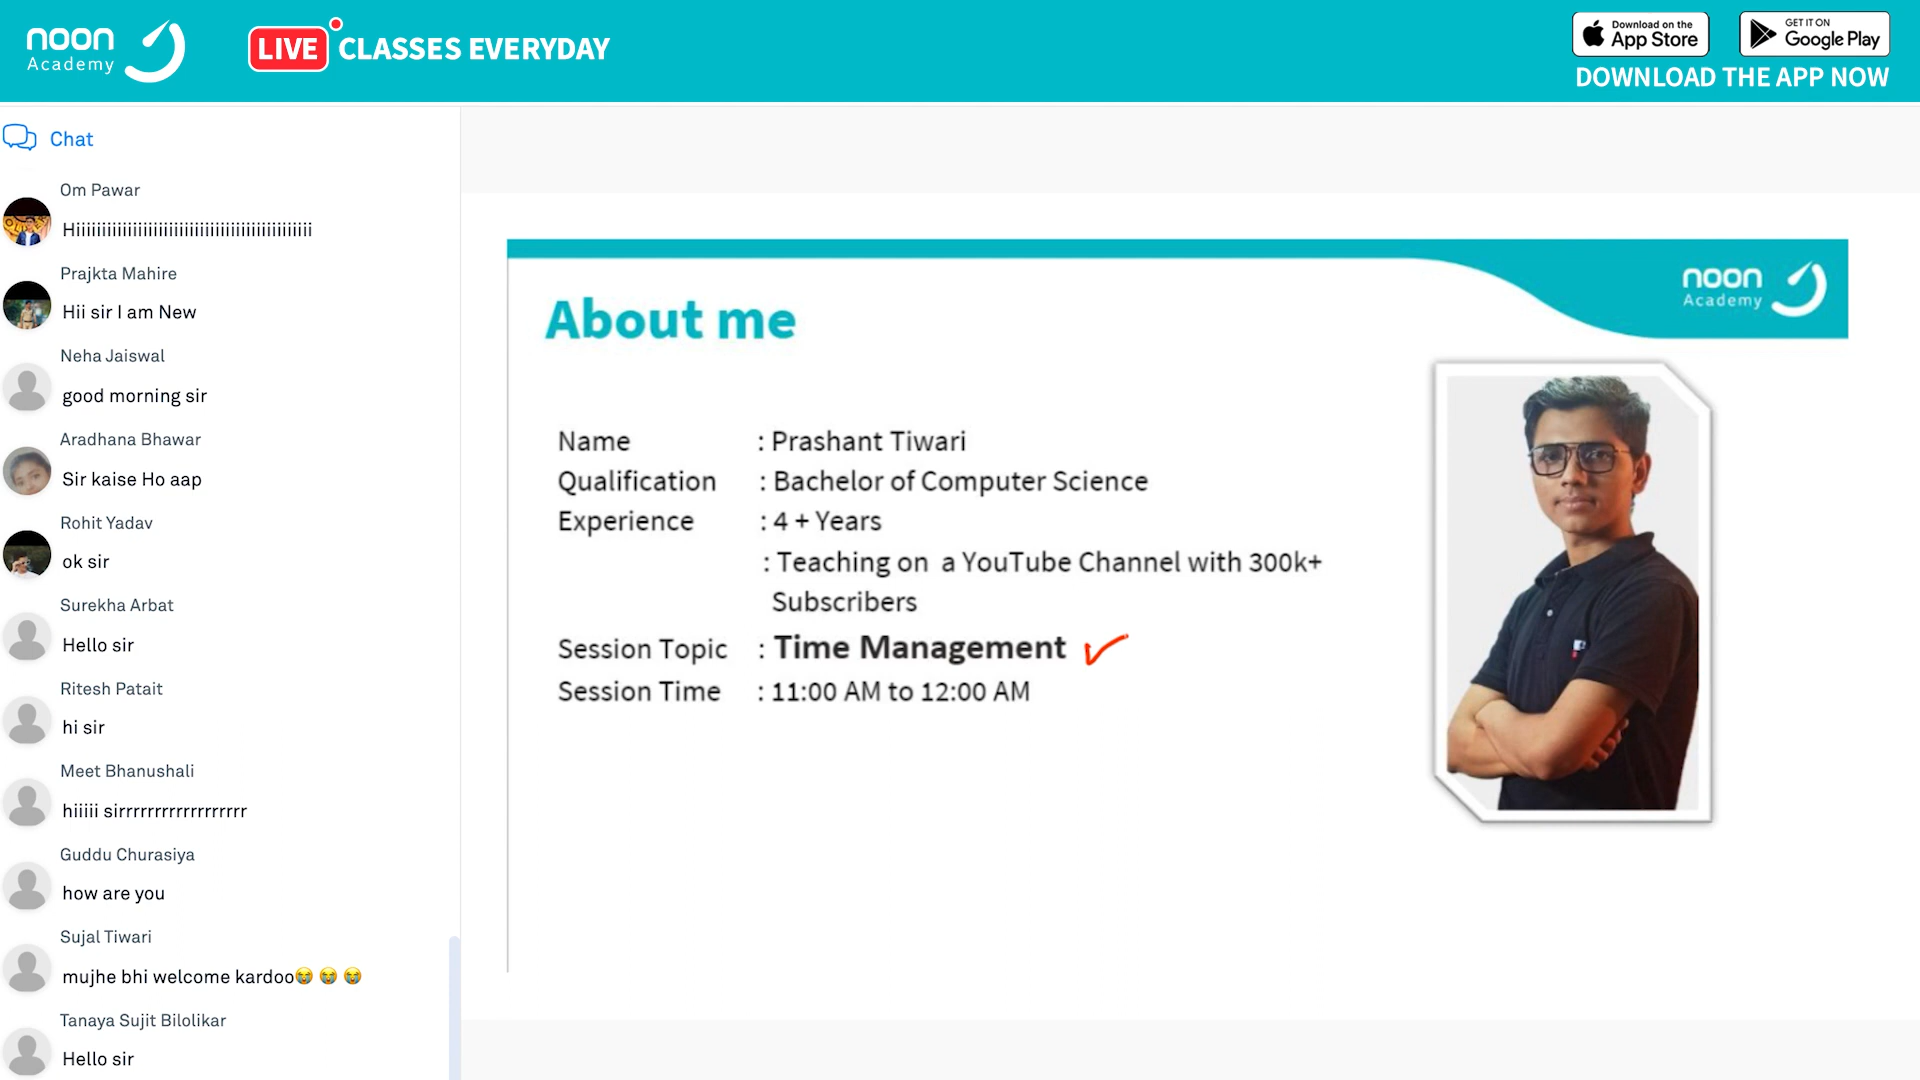 noon
Academy
LIVE CLASSES EVERYDAY
Download on the
App Store
GET IT ON
Google Play
DOWNLOAD THE APP NOW
Chat
Om Pawar
Hiiiiiiiiiiiiiiiiiiiiiiiiiiiiiiiiiiiiiiiiiiiiiii
Prajkta Mahire
Hii sir I am New
Neha Jaiswal
good morning sir
Aradhana Bhawar
Sir kaise Ho aap
Rohit Yadav
ok sir
Surekha Arbat
Hello sir
Ritesh Patait
hi sir
Meet Bhanushali
hiiiii sirrrrrrrrrrrrrrrrrr
Guddu Churasiya
how are you
Sujal Tiwari
mujhe bhi welcome kardoo😭 😭 😭
Tanaya Sujit Bilolikar
Hello sir
noon
Academy
About me
Name : Prashant Tiwari
Qualification : Bachelor of Computer Science
Experience : 4 + Years
: Teaching on a YouTube Channel with 300k+
Subscribers
Session Topic : Time Management ✓
Session Time : 11:00 AM to 12:00 AM